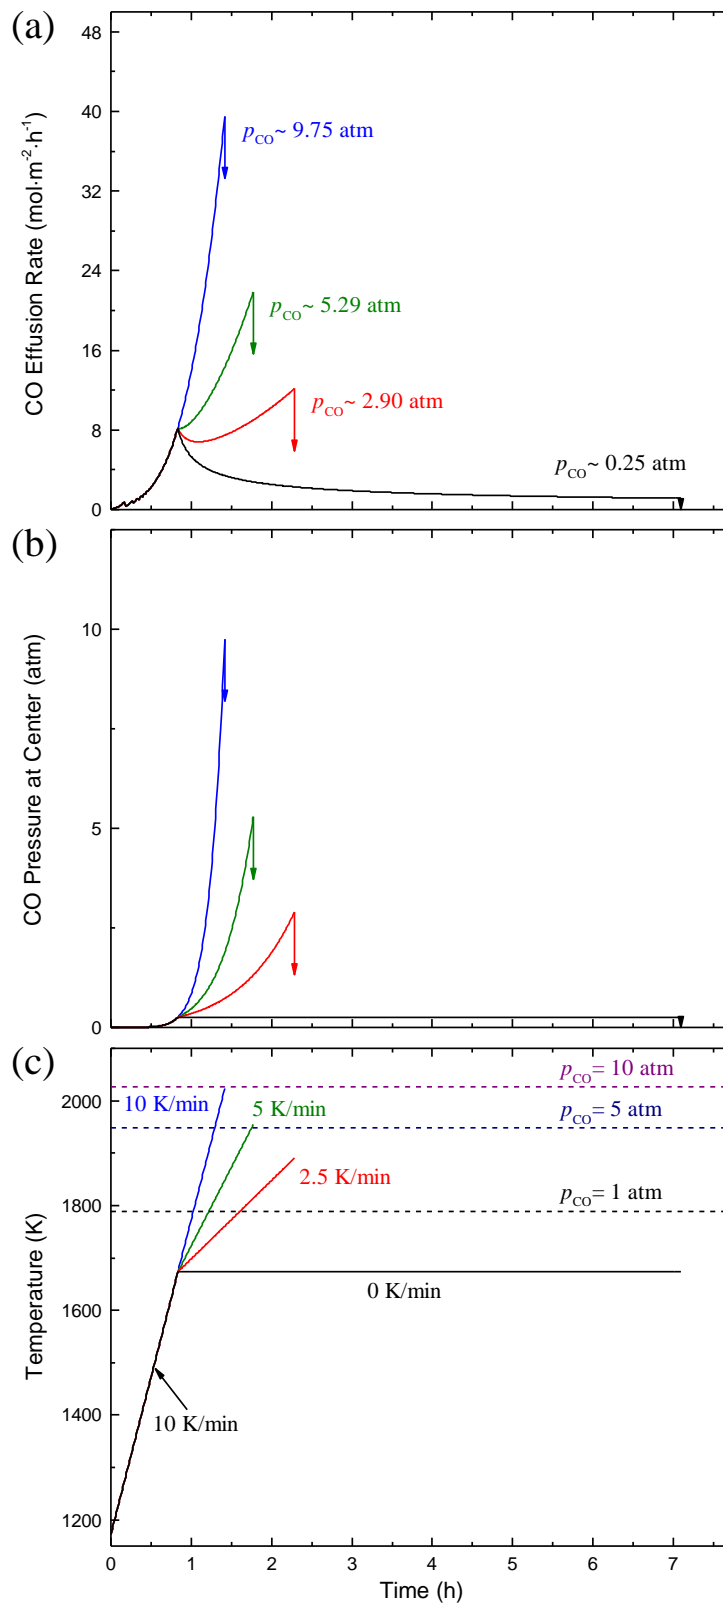 (a)
CO Effusion Rate (mol·m⁻²·h⁻¹)
48
40
32
24
16
8
0
pCO~ 9.75 atm
pCO~ 5.29 atm
pCO~ 2.90 atm
pCO~ 0.25 atm
(b)
CO Pressure at Center (atm)
10
5
0
(c)
Temperature (K)
2000
1800
1600
1400
1200
pCO= 10 atm
10 K/min
5 K/min
pCO= 5 atm
2.5 K/min
pCO= 1 atm
0 K/min
10 K/min
0
1
2
3
4
5
6
7
Time (h)